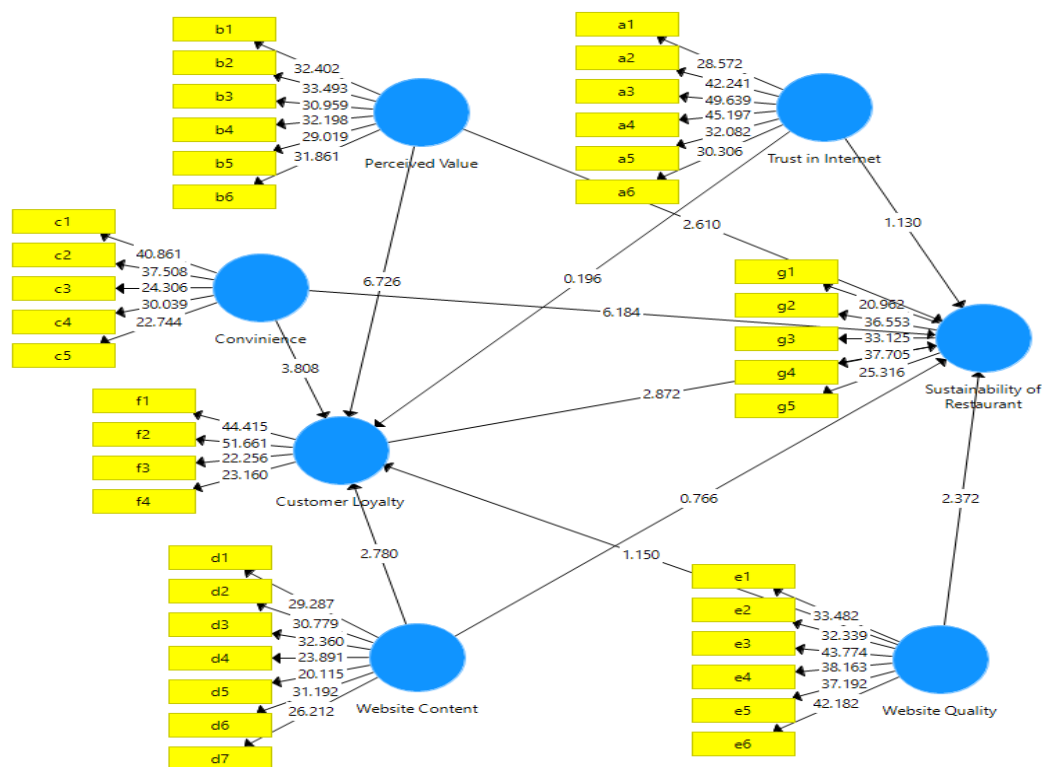 b1
b2
b3
b4
b5
b6
32.402
33.493
30.959
32.198
29.019
31.861
Perceived Value
a1
a2
a3
a4
a5
a6
28.572
42.241
49.639
45.197
32.082
30.306
Trust in Internet
c1
c2
c3
c4
c5
40.861
37.508
24.306
30.039
22.744
Convinience
6.726
0.196
2.610
1.130
6.184
3.808
g1
g2
g3
g4
g5
20.962
36.553
33.125
37.705
25.316
Sustainability of
Restaurant
f1
f2
f3
f4
44.415
51.661
22.256
23.160
Customer Loyalty
2.872
2.780
0.766
1.150
2.372
d1
d2
d3
d4
d5
d6
d7
29.287
30.779
32.360
23.891
20.115
31.192
26.212
Website Content
e1
e2
e3
e4
e5
e6
33.482
32.339
43.774
38.163
37.192
42.182
Website Quality